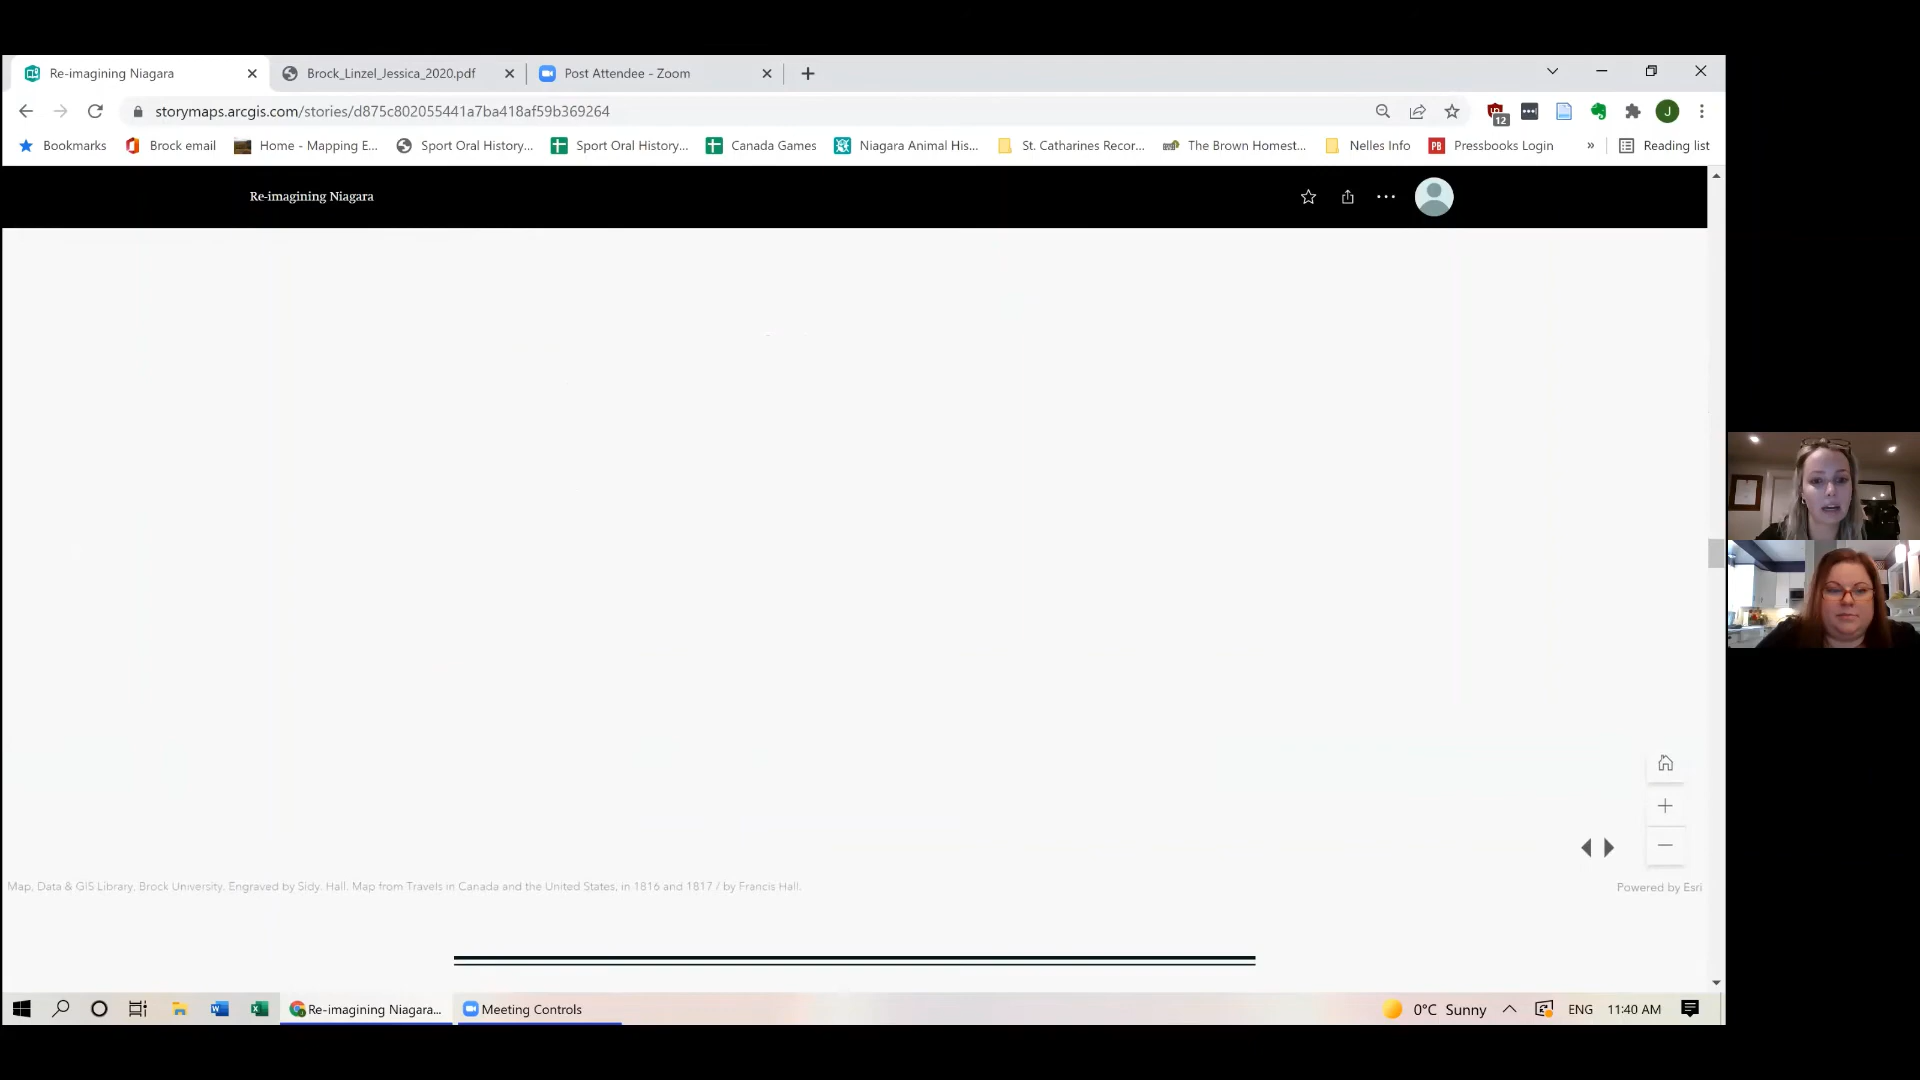 Re-imagining Niagara
Brock_Linzel_Jessica_2020.pdf
Post Attendee - Zoom
storymaps.arcgis.com/stories/d875c802055441a7ba418af59b369264
12
J
Bookmarks
Brock email
Home - Mapping E...
Sport Oral History...
Sport Oral History...
Canada Games
Niagara Animal His...
St. Catharines Recor...
The Brown Homest...
Nelles Info
PB
Pressbooks Login
»
Reading list
Re-imagining Niagara
Map, Data & GIS Library, Brock University. Engraved by Sidy. Hall. Map from Travels in Canada and the United States, in 1816 and 1817 / by Francis Hall.
Powered by Esri
Re-imagining Niagara...
Meeting Controls
0°C Sunny
ENG
11:40 AM